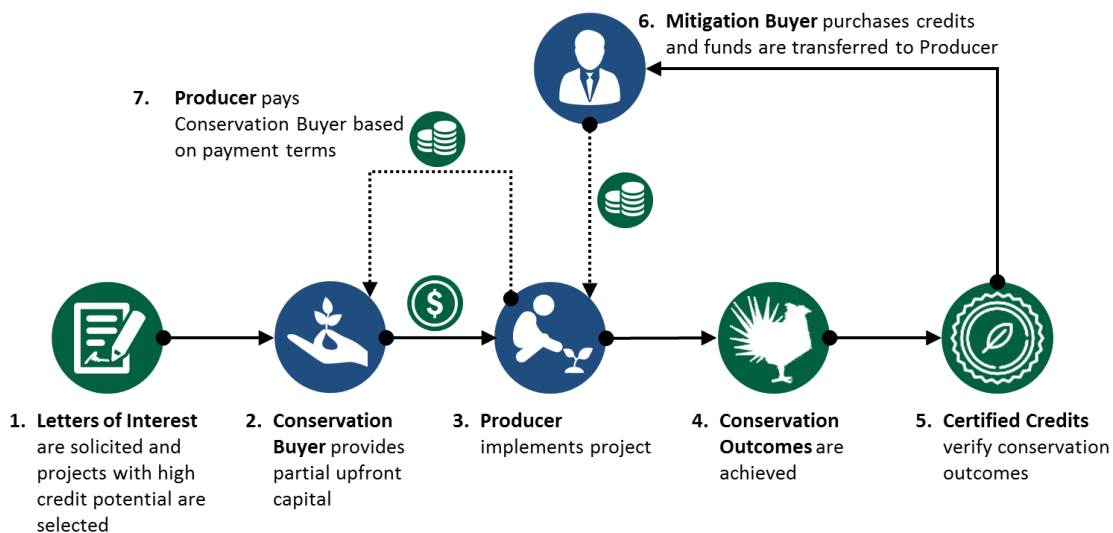 6. Mitigation Buyer purchases credits
and funds are transferred to Producer
7. Producer pays
Conservation Buyer based
on payment terms
$
1. Letters of Interest
are solicited and
projects with high
credit potential are
selected
2. Conservation
Buyer provides
partial upfront
capital
3. Producer
implements project
4. Conservation
Outcomes are
achieved
5. Certified Credits
verify conservation
outcomes